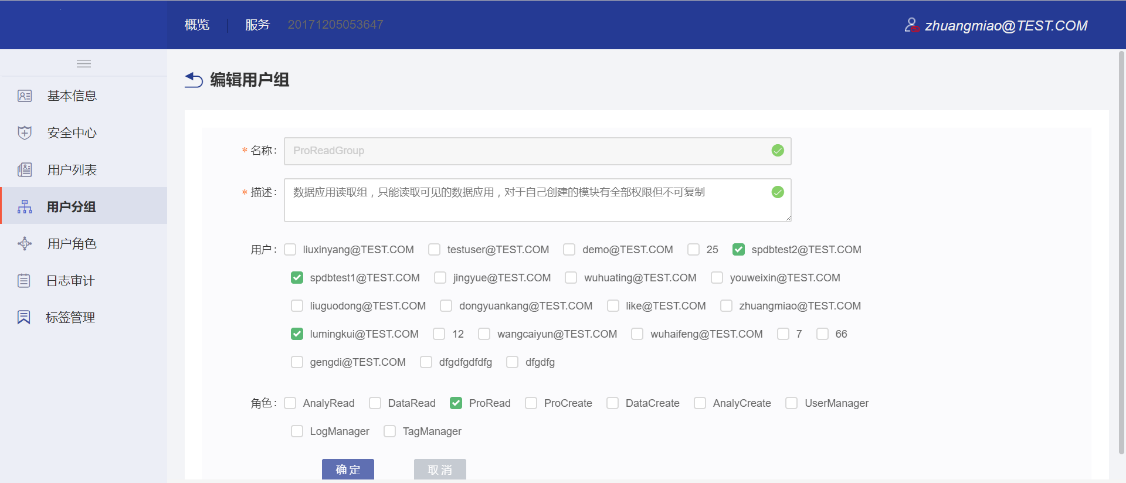 概览 服务 20171205053647 zhuangmiao@TEST.COM
基本信息
安全中心
用户列表
用户分组
用户角色
日志审计
标签管理
编辑用户组
* 名称: ProReadGroup
* 描述: 数据应用读取组，只能读取可见的数据应用，对于自己创建的模块有全部权限但不可复制
用户: liuxinyang@TEST.COM testuser@TEST.COM demo@TEST.COM 25 spdbtest2@TEST.COM
spdbtest1@TEST.COM jingyue@TEST.COM wuhuating@TEST.COM youweixin@TEST.COM
liuguodong@TEST.COM dongyuankang@TEST.COM like@TEST.COM zhuangmiao@TEST.COM
lumingkui@TEST.COM 12 wangcaiyun@TEST.COM wuhaifeng@TEST.COM 7 66
gengdi@TEST.COM dfgdfgdfdfg dfgdfg
角色: AnalyRead DataRead ProRead ProCreate DataCreate AnalyCreate UserManager
LogManager TagManager
确定 取消